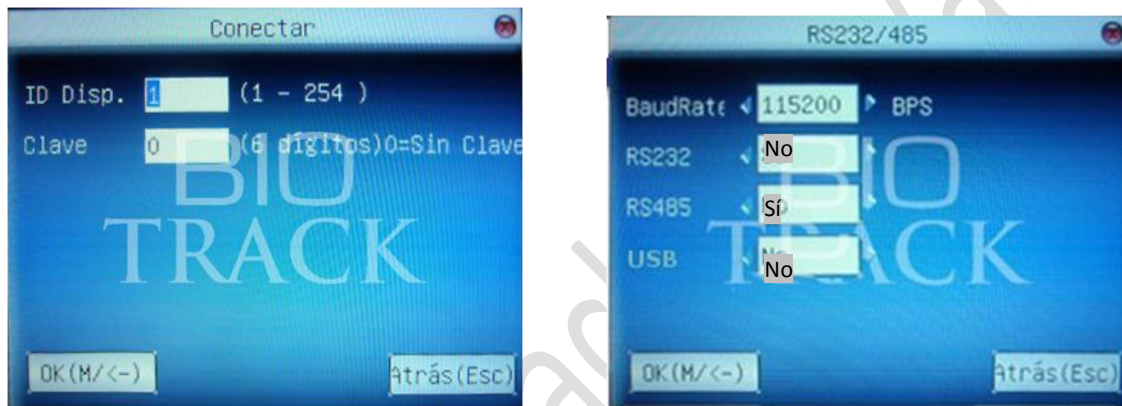 Conectar
ID Disp. 1 (1 - 254 )
Clave 0 (6 dígitos)0=Sin Clave
BIO
TRACK
OK(M/<-) Atrás(Esc)
RS232/485
BaudRate 115200 BPS
RS232 No
RS485 Sí
USB No
BIO
TRACK
OK(M/<-) Atrás(Esc)